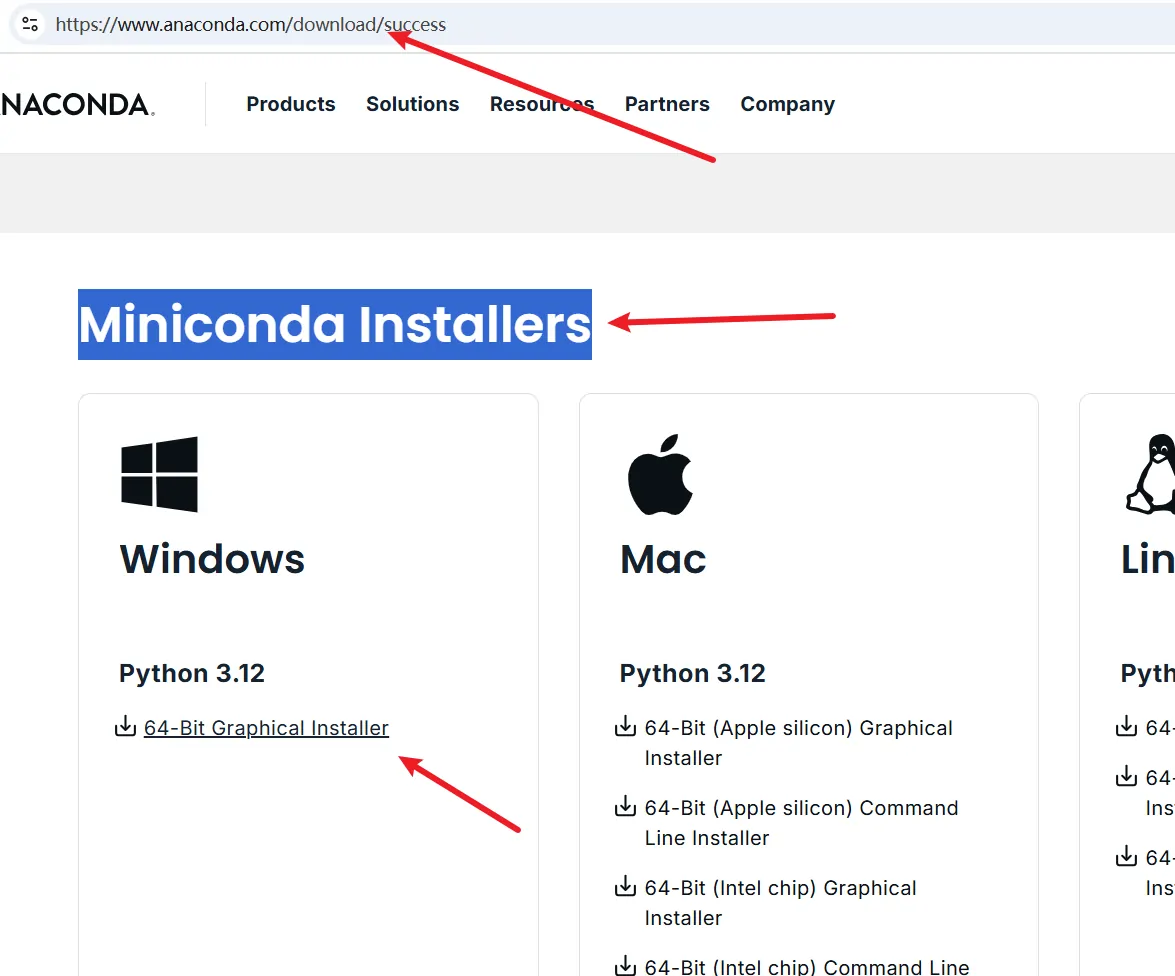 https://www.anaconda.com/download/success
NACONDA.
Products Solutions Resources Partners Company
Miniconda Installers
Windows
Python 3.12
64-Bit Graphical Installer
Mac
Python 3.12
64-Bit (Apple silicon) Graphical
Installer
64-Bit (Apple silicon) Command
Line Installer
64-Bit (Intel chip) Graphical
Installer
64-Bit (Intel chip) Command Line
Lin
Pyth
64-
64-
Ins
64-
Ins